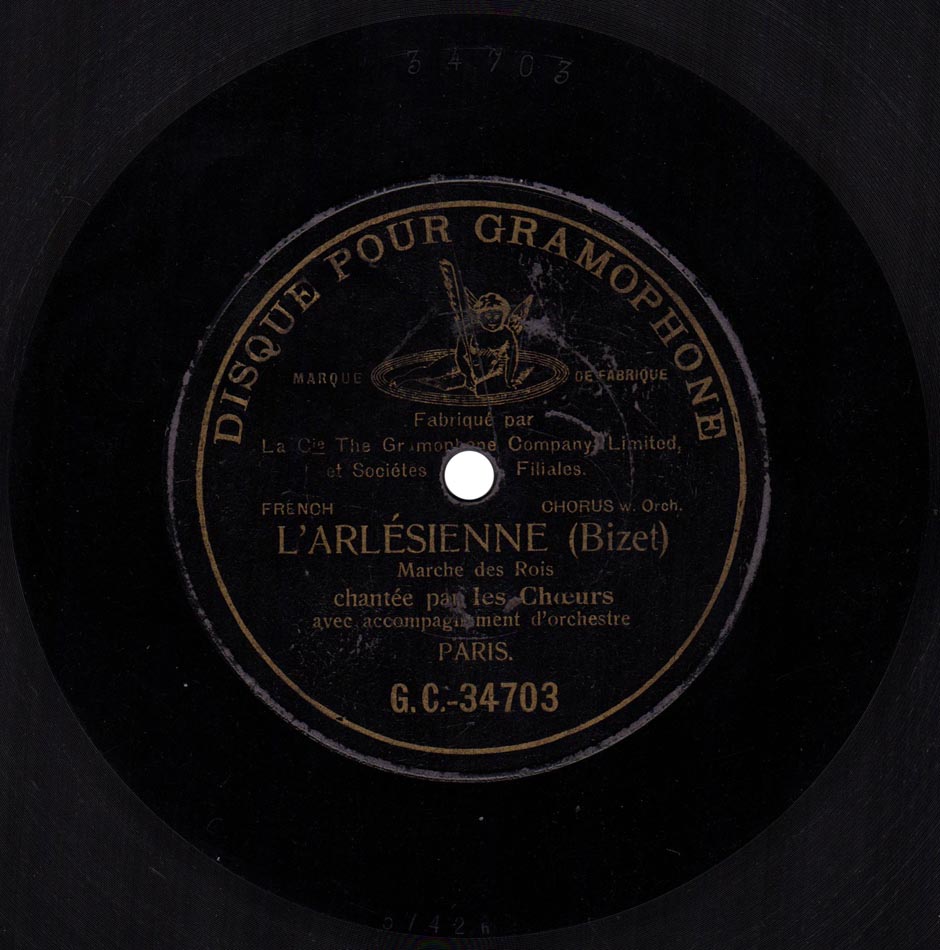 34703
DISQUE POUR GRAMOPHONE
MARQUE DE FABRIQUE
Fabriqué par
La Cie The Gramophone Company, Limited,
et Sociétés Filiales.
FRENCH CHORUS w. Orch.
L'ARLÉSIENNE (Bizet)
Marche des Rois
chantée par les Chœurs
avec accompagnement d'orchestre
PARIS.
G.C.-34703